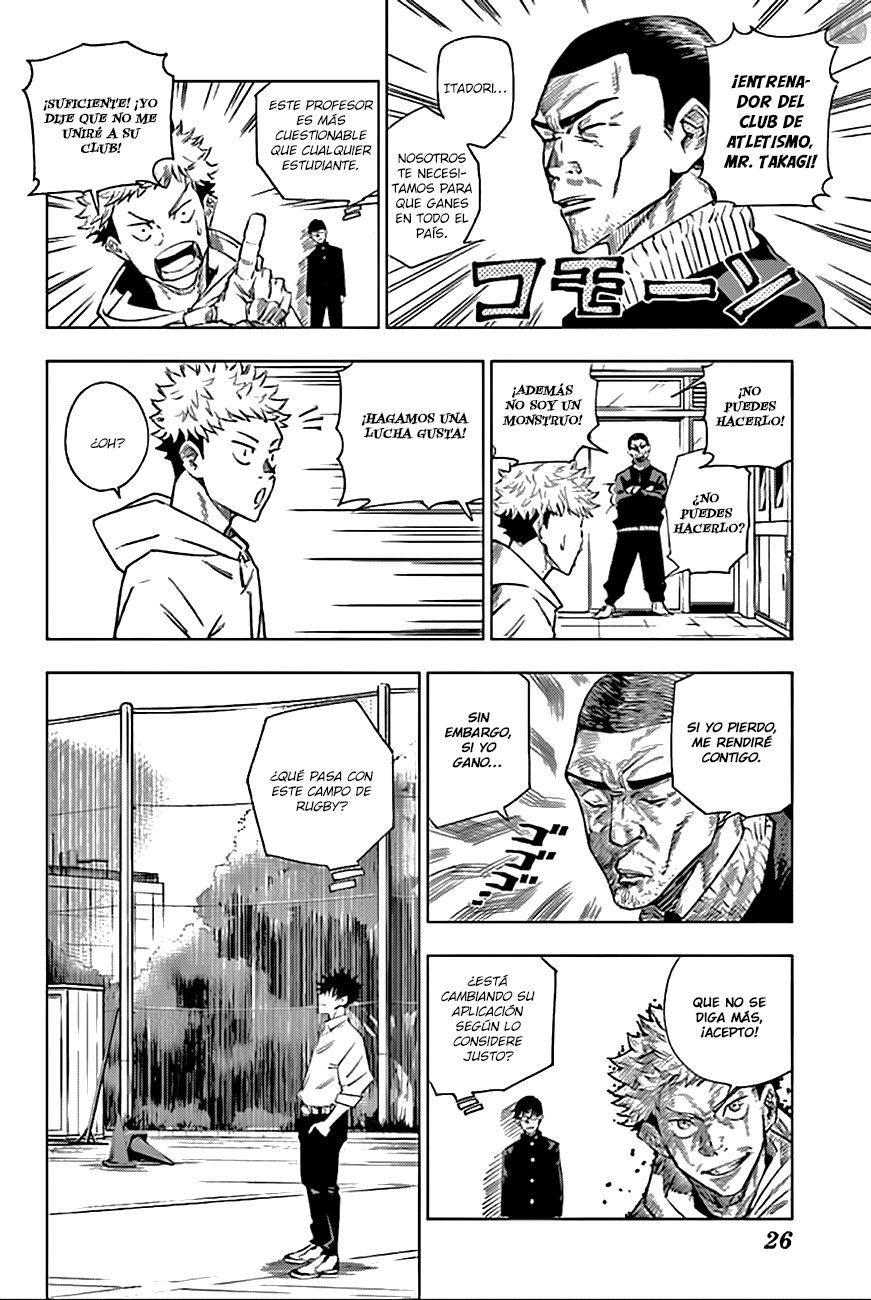 ¡ENTRENA-
DOR DEL
CLUB DE
ATLETISMO,
MR. TAKAGI!
ITADORI...
NOSOTROS
TE NECESI-
TAMOS PARA
QUE GANES
EN TODO EL
PAÍS.
コモーン
ESTE PROFESOR
ES MÁS
CUESTIONABLE
QUE CUALQUIER
ESTUDIANTE.
¡SUFICIENTE! ¡YO
DIJE QUE NO ME
UNIRÉ A SU
CLUB!
¡NO
PUEDES
HACERLO!
¡ADEMÁS
NO SOY UN
MONSTRUO!
¿NO
PUEDES
HACERLO?
¡HAGAMOS UNA
LUCHA GUSTA!
¿OH?
SI YO PIERDO,
ME RENDIRÉ
CONTIGO.
SIN
EMBARGO,
SI YO
GANO...
ゴゴゴ
QUE NO SE
DIGA MÁS,
¡ACEPTO!
¿ESTÁ
CAMBIANDO SU
APLICACIÓN
SEGÚN LO
CONSIDERE
JUSTO?
¿QUÉ PASA CON
ESTE CAMPO DE
RUGBY?
26